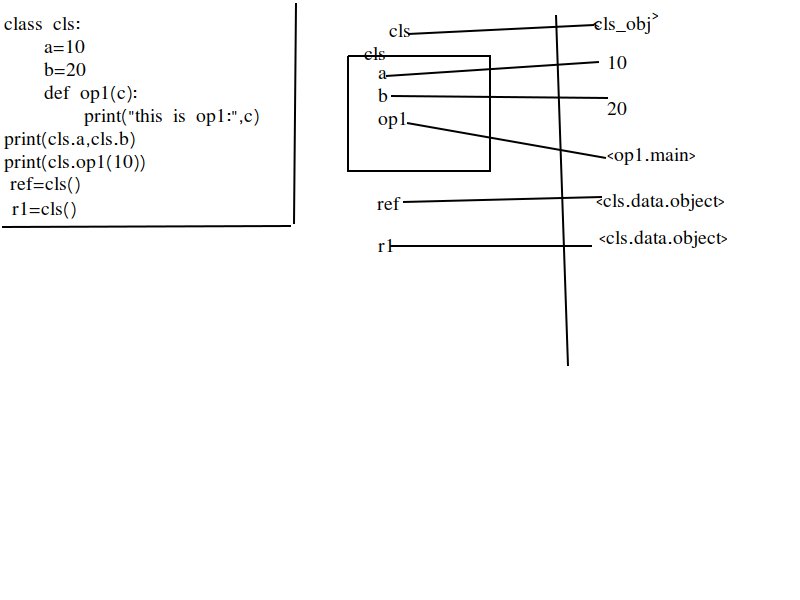 class cls:
a=10
b=20
def op1(c):
print("this is op1:",c)
print(cls.a,cls.b)
print(cls.op1(10))
ref=cls()
r1=cls()
cls
cls_obj>
cls
a
10
b
20
op1
<op1.main>
ref
<cls.data.object>
r1
<cls.data.object>